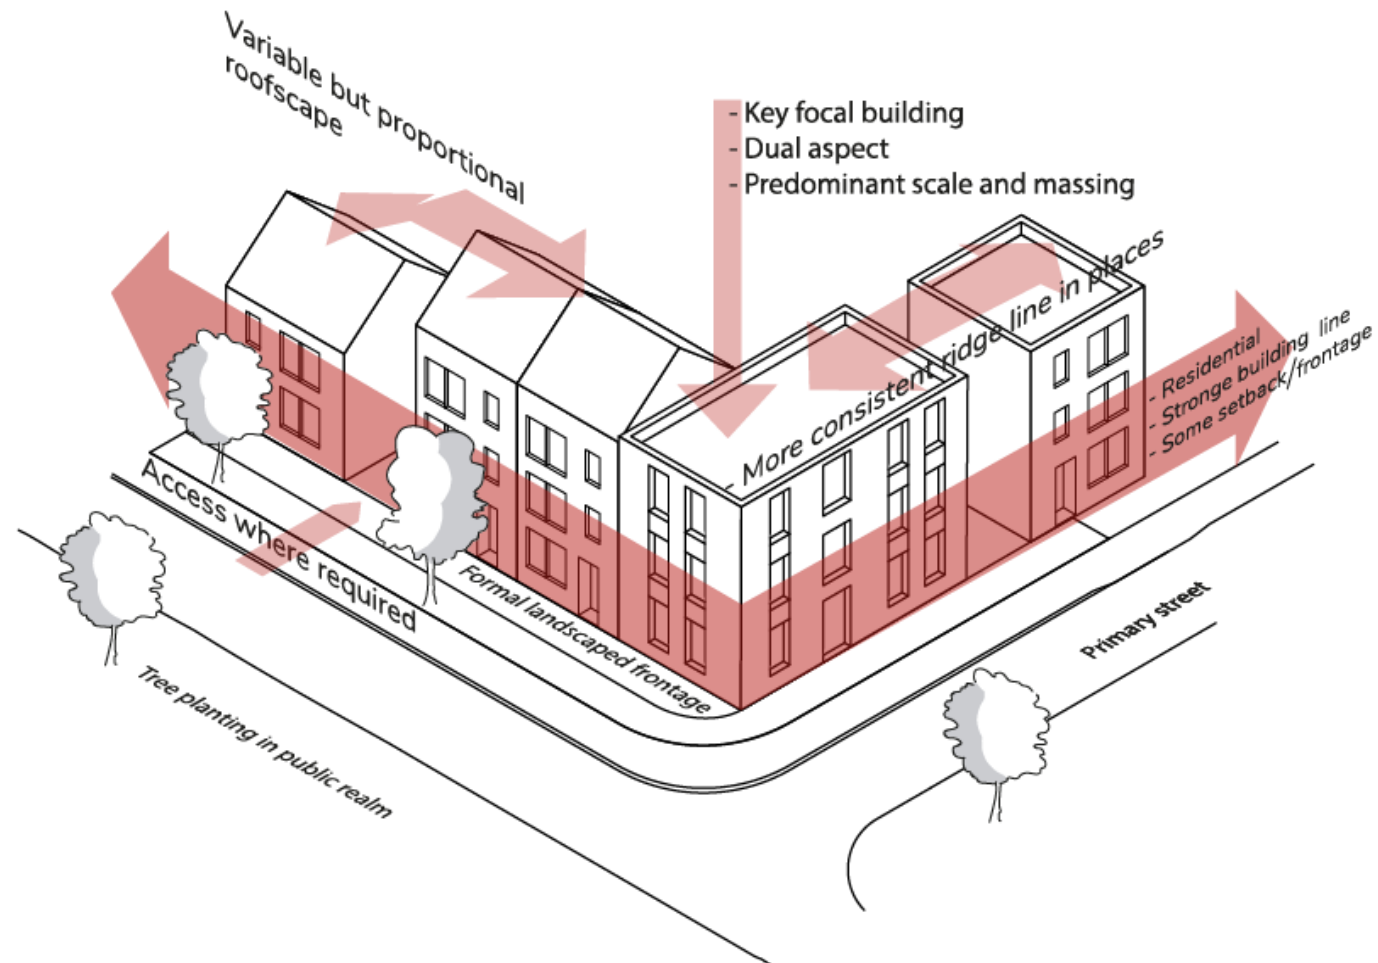 Variable but proportional
roofscape
- Key focal building
- Dual aspect
- Predominant scale and massing
- More consistent ridge line in places
- Residential
- Stronge building line
- Some setback/frontage
Access where required
Formal landscaped frontage
Primary street
Tree planting in public realm